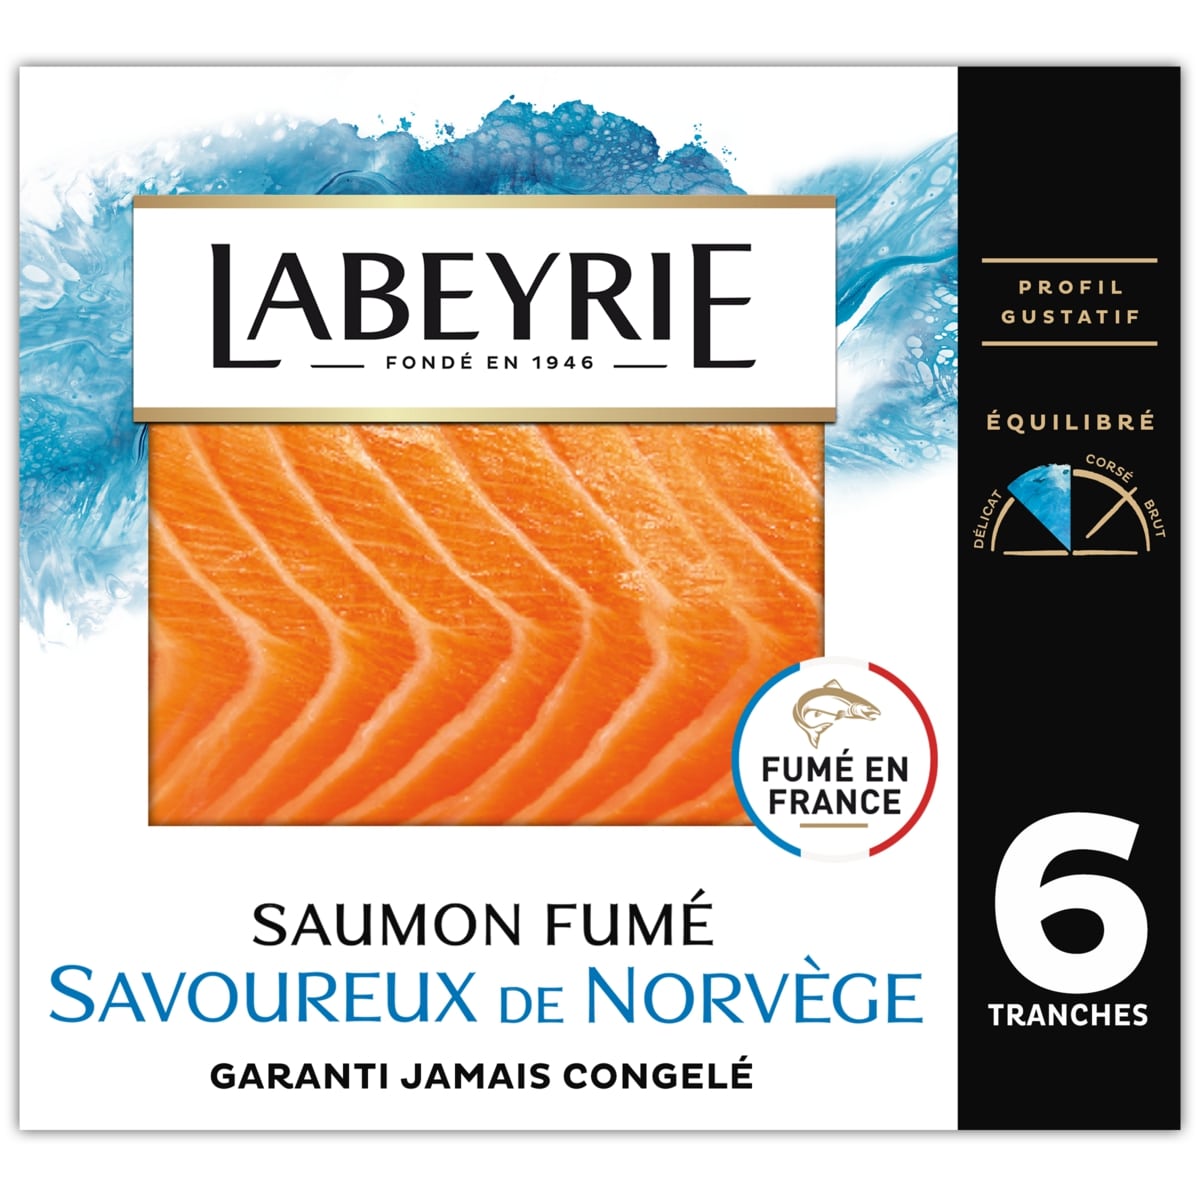 LABEYRIE
FONDÉ EN 1946
PROFIL
GUSTATIF
ÉQUILIBRÉ
DÉLICAT
CORSÉ
BRUT
FUMÉ EN
FRANCE
SAUMON FUMÉ
SAVOUREUX DE NORVÈGE
GARANTI JAMAIS CONGELÉ
6
TRANCHES